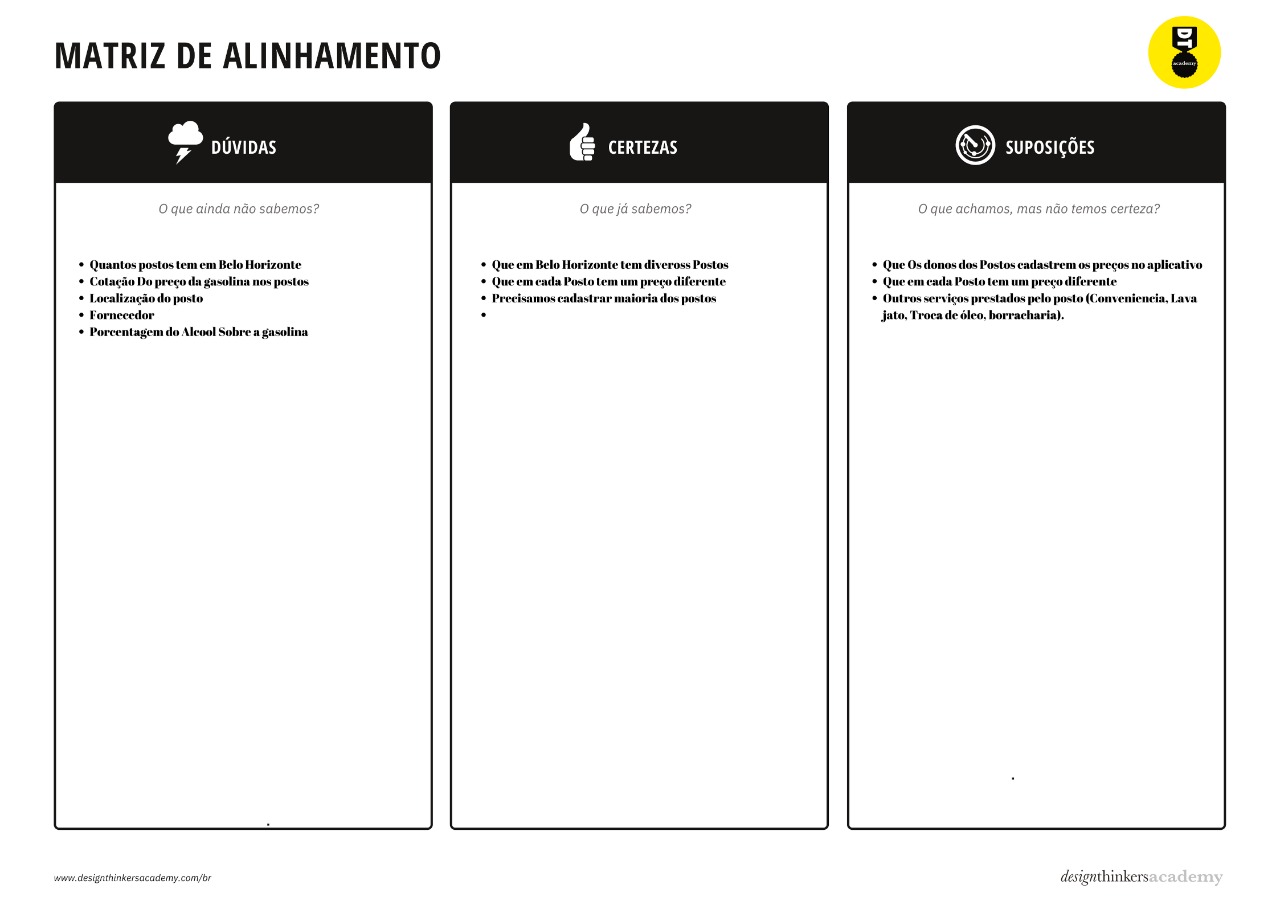 MATRIZ DE ALINHAMENTO
DT
academy
DÚVIDAS
O que ainda não sabemos?
• Quantos postos tem em Belo Horizonte
• Cotação Do preço da gasolina nos postos
• Localização do posto
• Fornecedor
• Porcentagem do Alcool Sobre a gasolina
.
CERTEZAS
O que já sabemos?
• Que em Belo Horizonte tem diveross Postos
• Que em cada Posto tem um preço diferente
• Precisamos cadastrar maioria dos postos
•
SUPOSIÇÕES
O que achamos, mas não temos certeza?
• Que Os donos dos Postos cadastrem os preços no aplicativo
• Que em cada Posto tem um preço diferente
• Outros serviços prestados pelo posto (Conveniencia, Lava
jato, Troca de óleo, borracharia).
.
www.designthinkersacademy.com/br
designthinkersacademy